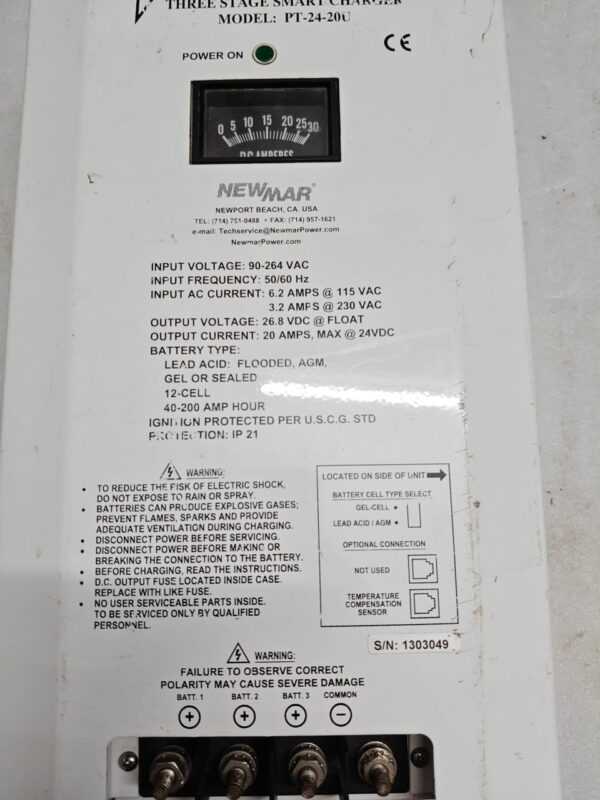 THREE STAGE SMART CHARGER
MODEL: PT-24-20U
POWER ON
CE
0 5 10 15 20 25 30
D.C. AMPERES
NEWMAR
NEWPORT BEACH, CA. USA
TEL: (714) 751-0488 • FAX: (714) 957-1621
e-mail: Techservice@NewmarPower.com
NewmarPower.com
INPUT VOLTAGE: 90-264 VAC
INPUT FREQUENCY: 50/60 Hz
INPUT AC CURRENT: 6.2 AMPS @ 115 VAC
3.2 AMPS @ 230 VAC
OUTPUT VOLTAGE: 26.8 VDC @ FLOAT
OUTPUT CURRENT: 20 AMPS, MAX @ 24VDC
BATTERY TYPE:
LEAD ACID: FLOODED, AGM,
GEL OR SEALED
12-CELL
40-200 AMP HOUR
IGNITION PROTECTED PER U.S.C.G. STD
PROTECTION: IP 21
WARNING:
• TO REDUCE THE RISK OF ELECTRIC SHOCK,
DO NOT EXPOSE TO RAIN OR SPRAY.
• BATTERIES CAN PRODUCE EXPLOSIVE GASES;
PREVENT FLAMES, SPARKS AND PROVIDE
ADEQUATE VENTILATION DURING CHARGING.
• DISCONNECT POWER BEFORE SERVICING.
• DISCONNECT POWER BEFORE MAKING OR
BREAKING THE CONNECTION TO THE BATTERY.
• BEFORE CHARGING, READ THE INSTRUCTIONS.
• D.C. OUTPUT FUSE LOCATED INSIDE CASE.
REPLACE WITH LIKE FUSE.
• NO USER SERVICEABLE PARTS INSIDE.
TO BE SERVICED ONLY BY QUALIFIED
PERSONNEL.
LOCATED ON SIDE OF UNIT
BATTERY CELL TYPE SELECT
GEL-CELL •
LEAD ACID / AGM •
OPTIONAL CONNECTION
NOT USED
TEMPERATURE
COMPENSATION
SENSOR
S/N: 1303049
WARNING:
FAILURE TO OBSERVE CORRECT
POLARITY MAY CAUSE SEVERE DAMAGE
BATT. 1 BATT. 2 BATT. 3 COMMON
+ + + −